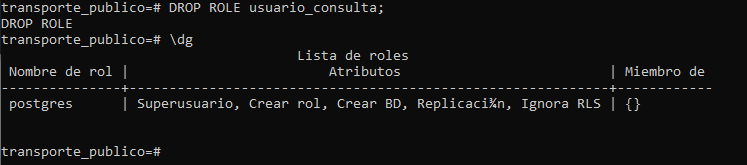 transporte_publico=# DROP ROLE usuario_consulta;
DROP ROLE
transporte_publico=# \dg
Lista de roles
Nombre de rol | Atributos | Miembro de
---------------+------------------------------------------------------------+------------
postgres | Superusuario, Crear rol, Crear BD, Replicaci¾n, Ignora RLS | {}
transporte_publico=#